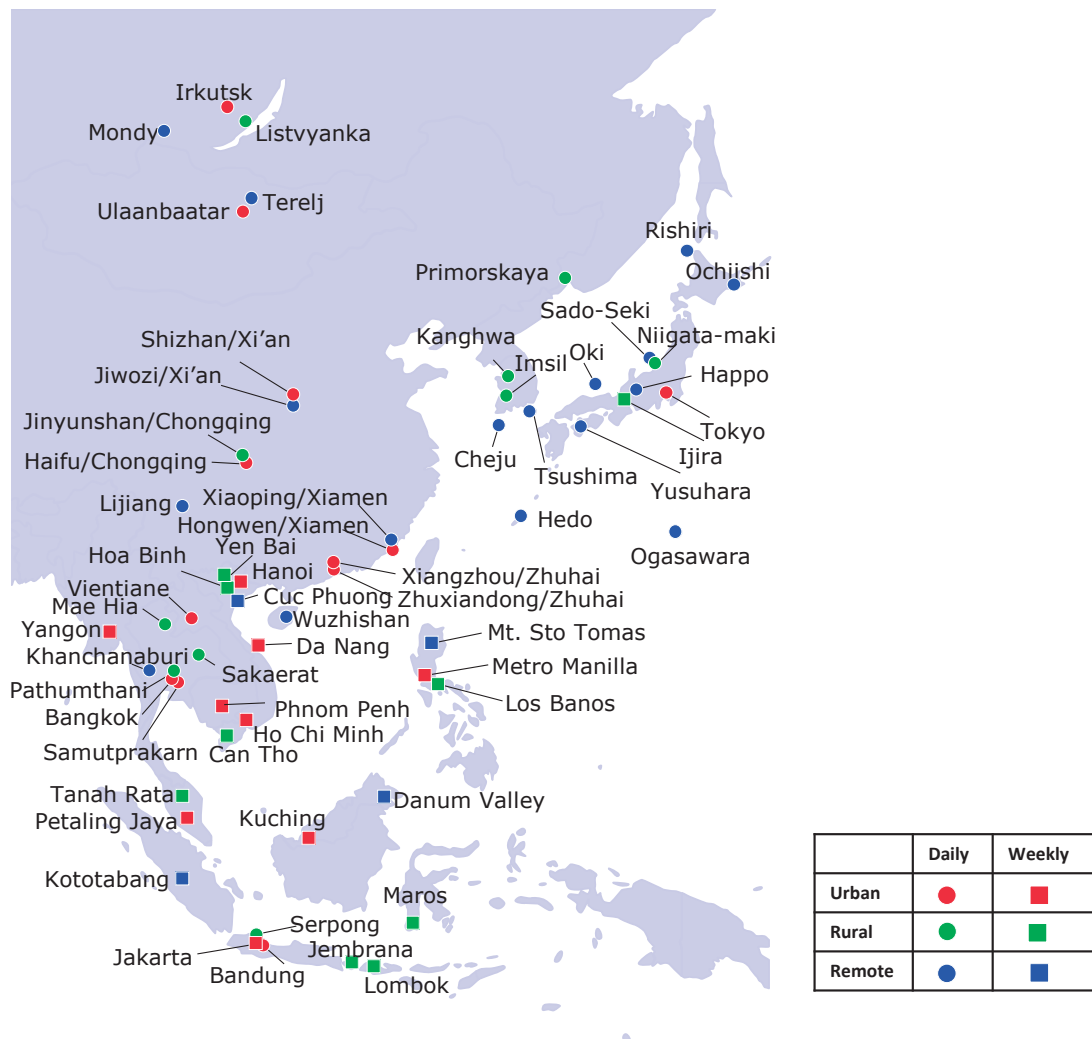 Irkutsk
Mondy
Listvyanka
Terelj
Ulaanbaatar
Rishiri
Ochiishi
Primorskaya
Sado-Seki
Niigata-maki
Kanghwa
Imsil
Oki
Happo
Shizhan/Xi’an
Jiwozi/Xi’an
Jinyunshan/Chongqing
Haifu/Chongqing
Tokyo
Ijira
Cheju
Tsushima
Yusuhara
Lijiang
Xiaoping/Xiamen
Hongwen/Xiamen
Hedo
Ogasawara
Hoa Binh
Yen Bai
Hanoi
Xiangzhou/Zhuhai
Cuc Phuong
Zhuxiandong/Zhuhai
Vientiane
Mae Hia
Wuzhishan
Yangon
Da Nang
Mt. Sto Tomas
Khanchanaburi
Sakaerat
Metro Manilla
Pathumthani
Los Banos
Bangkok
Phnom Penh
Samutprakarn
Ho Chi Minh
Can Tho
Tanah Rata
Danum Valley
Petaling Jaya
Kuching
Kototabang
Maros
Serpong
Jakarta
Jembrana
Bandung
Lombok
Daily Weekly
Urban
Rural
Remote